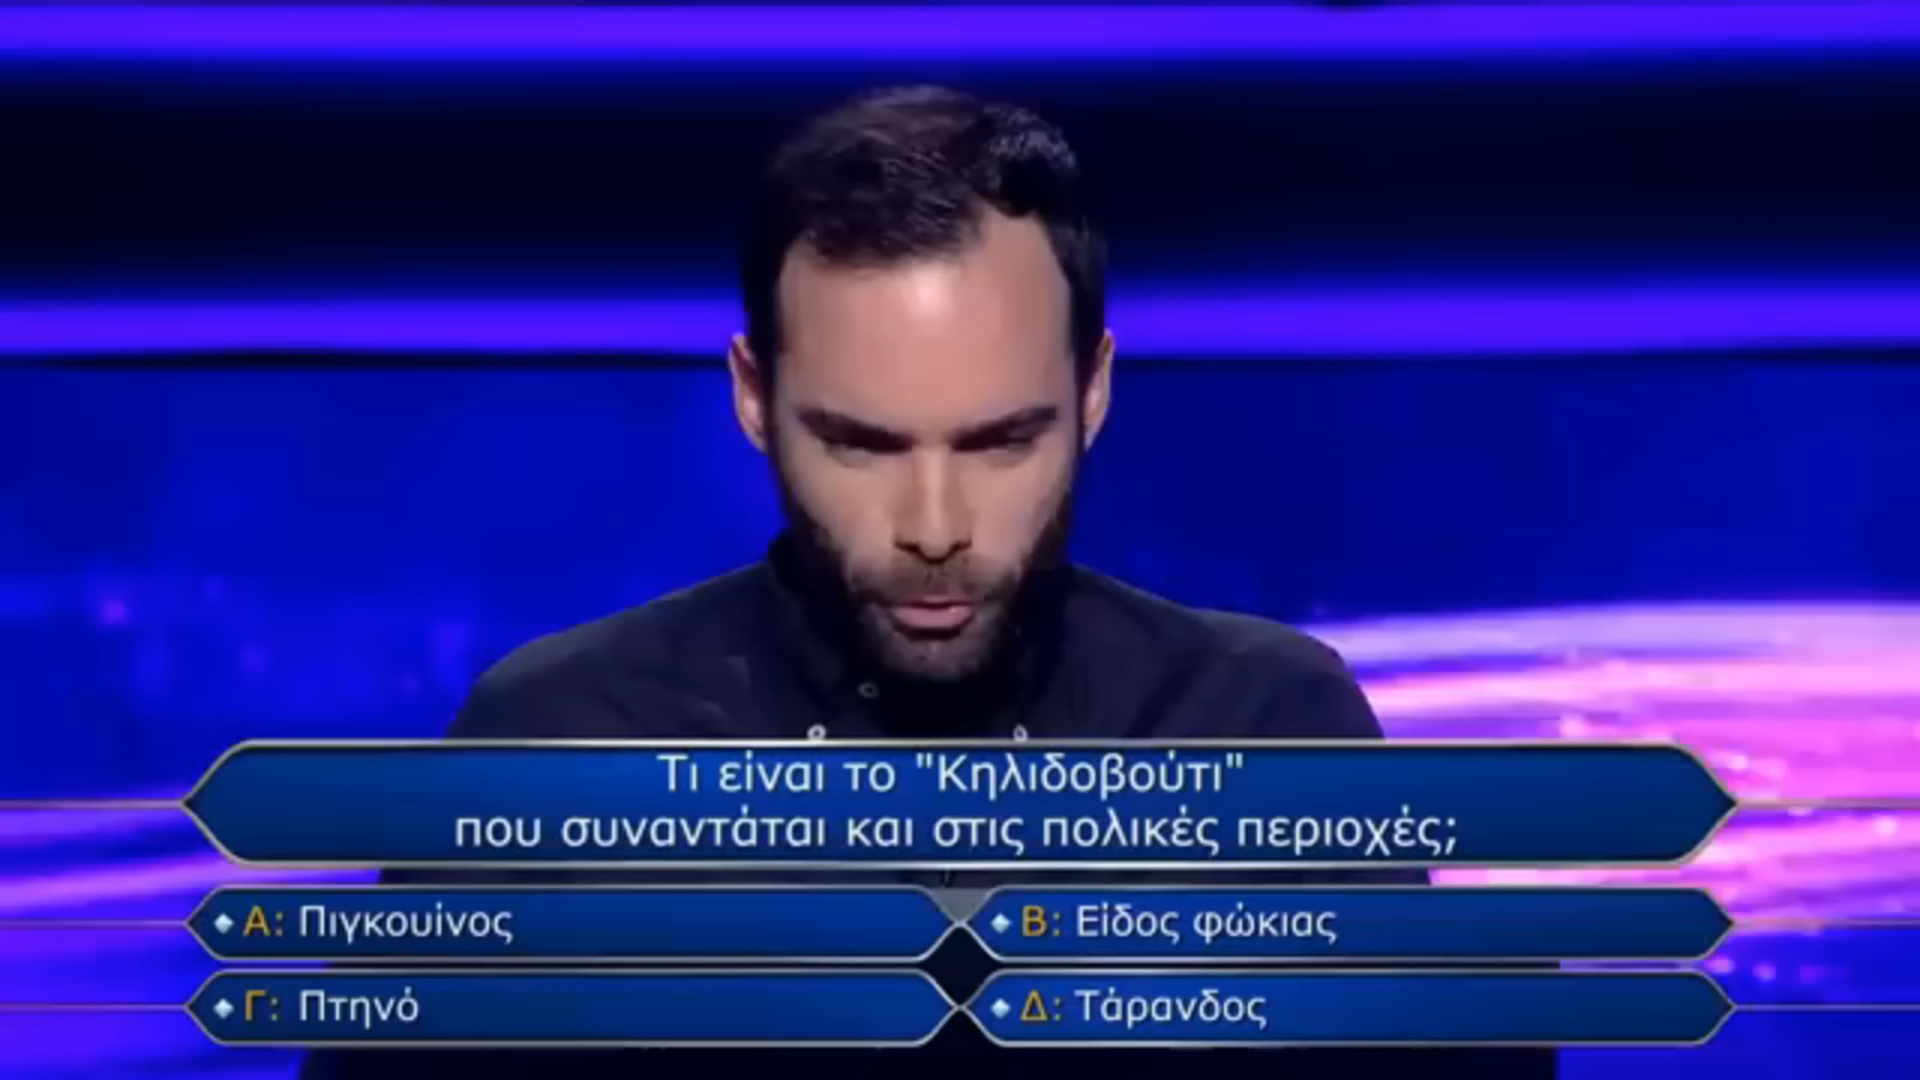 Τι είναι το "Κηλιδοβούτι"
που συναντάται και στις πολικές περιοχές;
Α: Πιγκουίνος
Β: Είδος φώκιας
Γ: Πτηνό
Δ: Τάρανδος